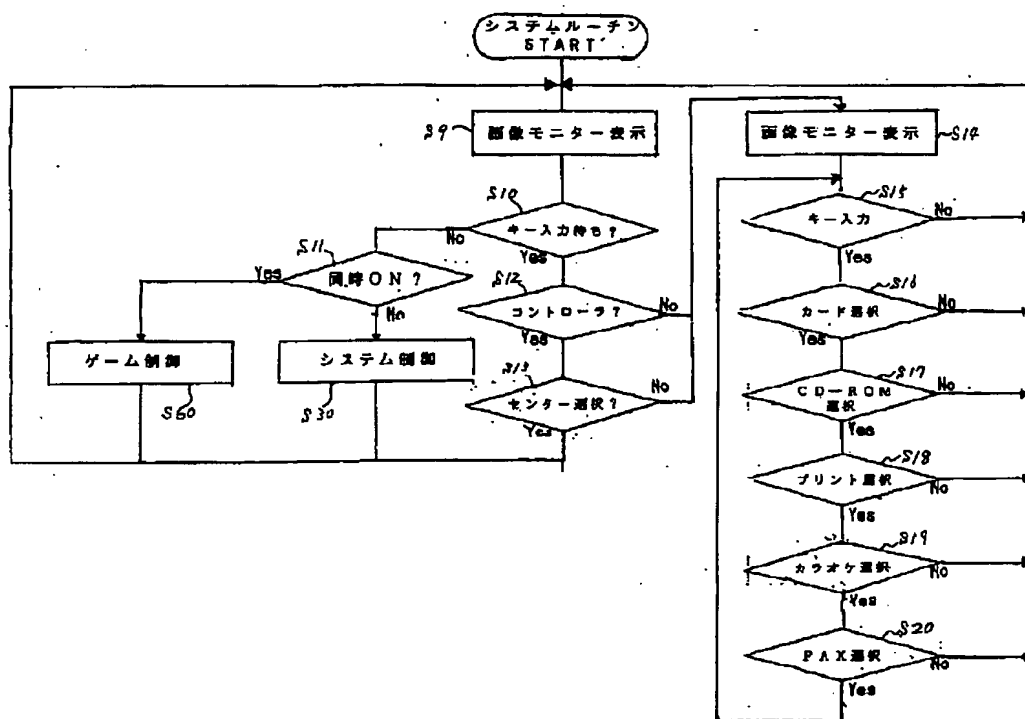 システムルーチン
START
S9
画像モニター表示
画像モニター表示
S14
S10
キー入力待ち?
No
Yes
S15
キー入力
No
Yes
S11
同時ON?
Yes
No
S12
コントローラ?
No
Yes
S16
カード選択
No
Yes
ゲーム制御
S60
システム制御
S30
S13
センター選択?
No
Yes
S17
CD-ROM
選択
No
Yes
S18
プリント選択
No
Yes
S19
カラオケ選択
No
Yes
S20
FAX選択
No
Yes